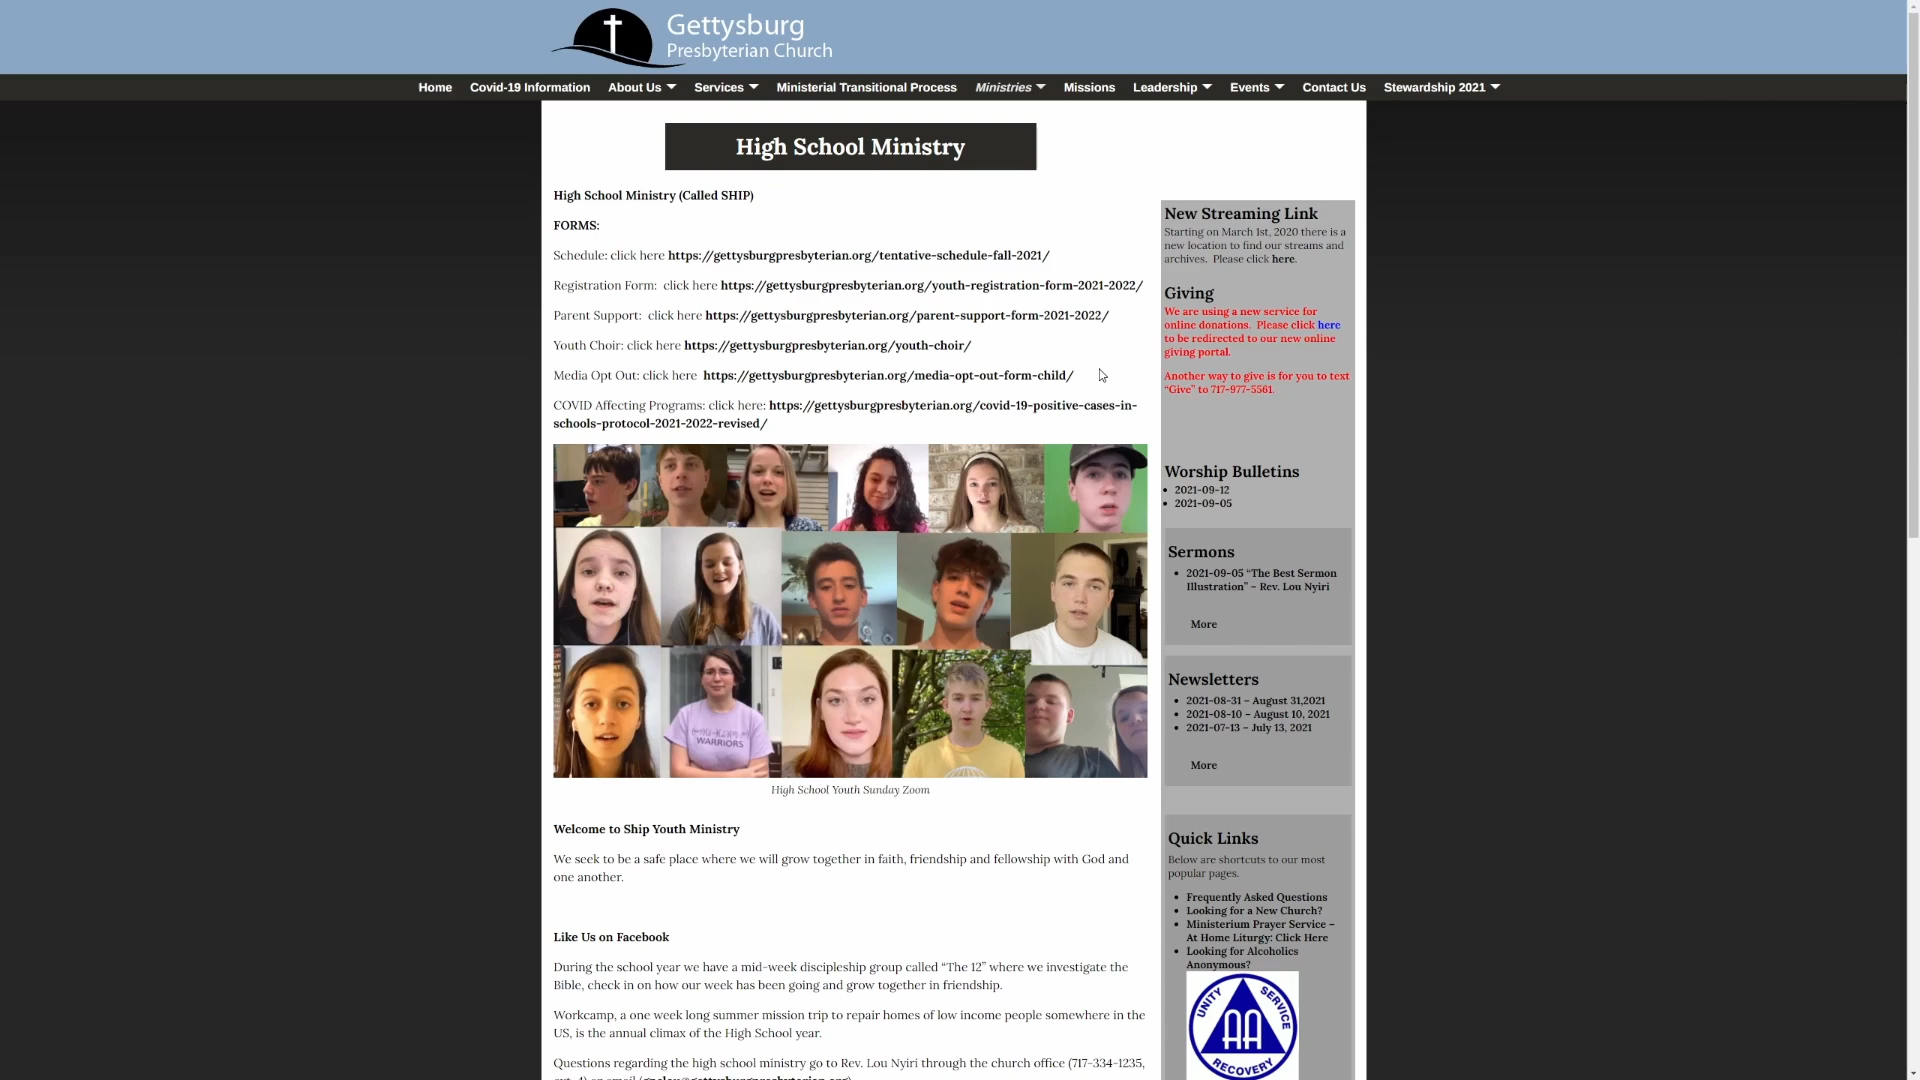 Gettysburg
Presbyterian Church
Home Covid-19 Information About Us Services Ministerial Transitional Process Ministries Missions Leadership Events Contact Us Stewardship 2021
High School Ministry
High School Ministry (Called SHIP)
FORMS:
Schedule: click here https://gettysburgpresbyterian.org/tentative-schedule-fall-2021/
Registration Form: click here https://gettysburgpresbyterian.org/youth-registration-form-2021-2022/
Parent Support: click here https://gettysburgpresbyterian.org/parent-support-form-2021-2022/
Youth Choir: click here https://gettysburgpresbyterian.org/youth-choir/
Media Opt Out: click here https://gettysburgpresbyterian.org/media-opt-out-form-child/
COVID Affecting Programs: click here: https://gettysburgpresbyterian.org/covid-19-positive-cases-in-
schools-protocol-2021-2022-revised/
WARRIORS
High School Youth Sunday Zoom
Welcome to Ship Youth Ministry
We seek to be a safe place where we will grow together in faith, friendship and fellowship with God and
one another.
Like Us on Facebook
During the school year we have a mid-week discipleship group called “The 12” where we investigate the
Bible, check in on how our week has been going and grow together in friendship.
Workcamp, a one week long summer mission trip to repair homes of low income people somewhere in the
US, is the annual climax of the High School year.
Questions regarding the high school ministry go to Rev. Lou Nyiri through the church office (717-334-1235,
New Streaming Link
Starting on March 1st, 2020 there is a
new location to find our streams and
archives. Please click here.
Giving
We are using a new service for
online donations. Please click here
to be redirected to our new online
giving portal.
Another way to give is for you to text
“Give” to 717-977-5561.
Worship Bulletins
2021-09-12
2021-09-05
Sermons
2021-09-05 “The Best Sermon
Illustration” – Rev. Lou Nyiri
More
Newsletters
2021-08-31 – August 31,2021
2021-08-10 – August 10, 2021
2021-07-13 – July 13, 2021
More
Quick Links
Below are shortcuts to our most
popular pages.
Frequently Asked Questions
Looking for a New Church?
Ministerium Prayer Service –
At Home Liturgy: Click Here
Looking for Alcoholics
Anonymous?
UNITY SERVICE
AA
RECOVERY